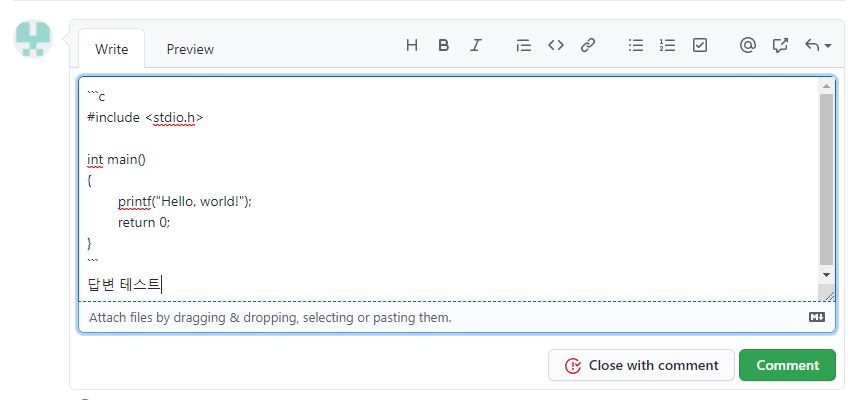 Write Preview H B I
```c
#include <stdio.h>

int main()
{
        printf("Hello, world!");
        return 0;
}
```
답변 테스트
Attach files by dragging & dropping, selecting or pasting them.
Close with comment Comment